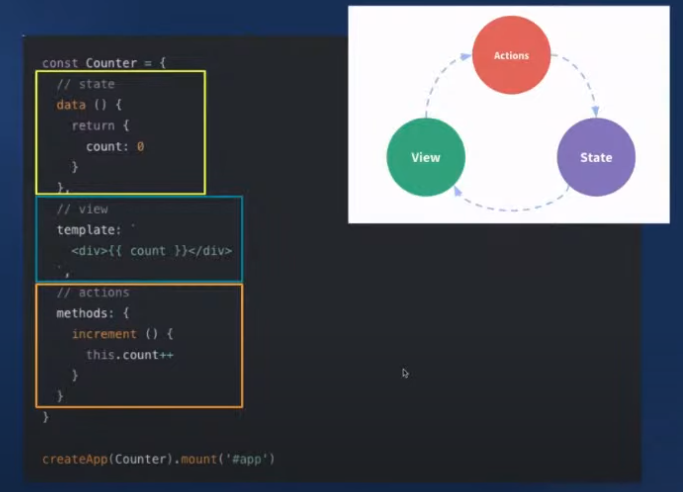 const Counter = {
  // state
  data () {
    return {
      count: 0
    }
  },
  // view
  template: `
    <div>{{ count }}</div>
  `,
  // actions
  methods: {
    increment () {
      this.count++
    }
  }
}
createApp(Counter).mount('#app')
Actions
View
State